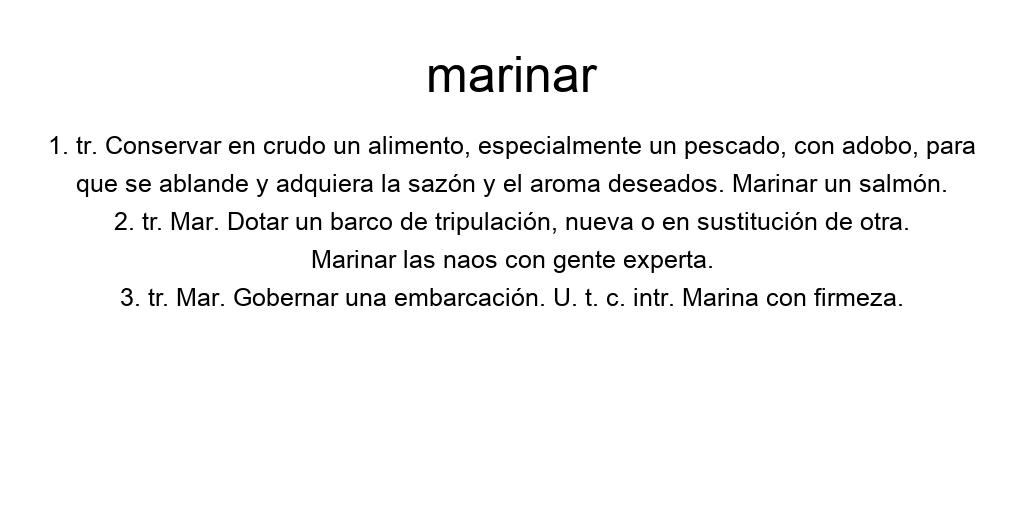 marinar
1. tr. Conservar en crudo un alimento, especialmente un pescado, con adobo, para
que se ablande y adquiera la sazón y el aroma deseados. Marinar un salmón.
2. tr. Mar. Dotar un barco de tripulación, nueva o en sustitución de otra.
Marinar las naos con gente experta.
3. tr. Mar. Gobernar una embarcación. U. t. c. intr. Marina con firmeza.